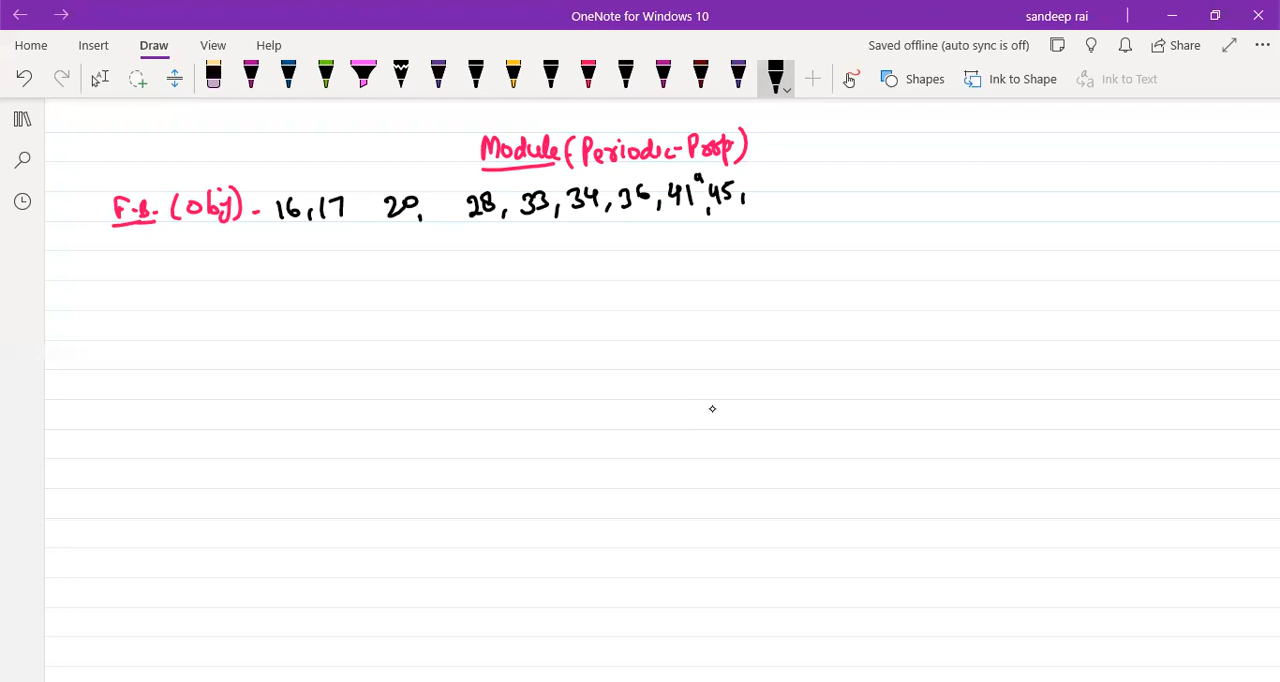 OneNote for Windows 10
sandeep rai
Home Insert Draw View Help
Saved offline (auto sync is off)
Share
Shapes
Ink to Shape
Ink to Text
Module (Periodic-Prop)
F.B. (Obj) - 16, 17 20, 28, 33, 34, 36, 41a, 45,